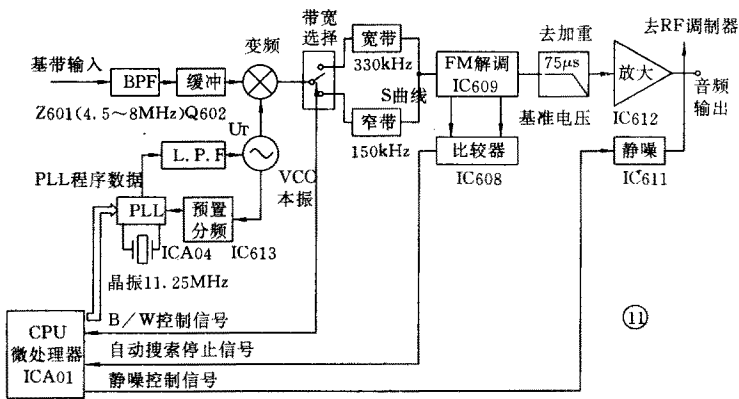 基带输入
BPF
缓冲
变频
带宽
选择
宽带
330kHz
S曲线
窄带
150kHz
FM解调
IC609
去加重
75μs
基准电压
放大
IC612
去RF调制器
音频
输出
Z601(4.5～8MHz)Q602
UT
L.P.F
VCO
本振
比较器
IC608
静噪
IC611
PLL程序数据
PLL
预置
分频
ICA04
IC613
晶振11.25MHz
CPU
微处理器
ICA01
B／W控制信号
自动搜索停止信号
静噪控制信号
⑪